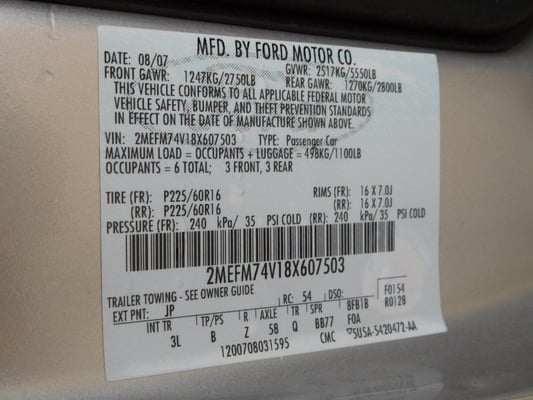 MFD. BY FORD MOTOR CO.
DATE: 08/07 GVWR: 2517KG/5550LB
FRONT GAWR: 1247KG/2750LB REAR GAWR: 1270KG/2800LB
THIS VEHICLE CONFORMS TO ALL APPLICABLE FEDERAL MOTOR
VEHICLE SAFETY, BUMPER, AND THEFT PREVENTION STANDARDS
IN EFFECT ON THE DATE OF MANUFACTURE SHOWN ABOVE.
VIN: 2MEFM74V18X607503 TYPE: Passenger Car
MAXIMUM LOAD = OCCUPANTS + LUGGAGE = 498KG/1100LB
OCCUPANTS = 6 TOTAL; 3 FRONT, 3 REAR
TIRE (FR): P225/60R16 RIMS (FR): 16 X 7.0J
(RR): P225/60R16 (RR): 16 X 7.0J
PRESSURE (FR): 240 kPa/ 35 PSI COLD (RR): 240 kPa/ 35 PSI COLD
2MEFM74V18X607503
TRAILER TOWING - SEE OWNER GUIDE
EXT PNT: JP RC: 54 DSO: F0154
R0128
INT TR TP/PS R AXLE TR SPR 8FB1B
3L B Z 58 Q BB77 FOA
1200708031595 CMC 5U5A-5420472-AA